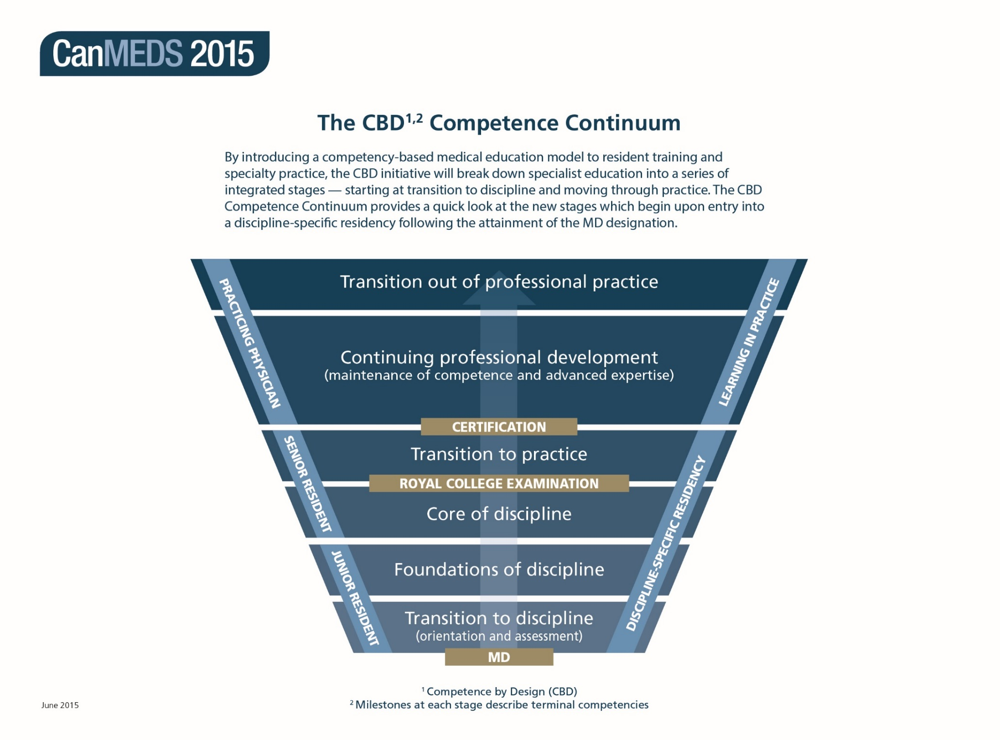 CanMEDS 2015
The CBD1,2 Competence Continuum
By introducing a competency-based medical education model to resident training and
specialty practice, the CBD initiative will break down specialist education into a series of
integrated stages — starting at transition to discipline and moving through practice. The CBD
Competence Continuum provides a quick look at the new stages which begin upon entry into
a discipline-specific residency following the attainment of the MD designation.
PRACTICING PHYSICIAN
Transition out of professional practice
LEARNING IN PRACTICE
Continuing professional development
(maintenance of competence and advanced expertise)
CERTIFICATION
SENIOR RESIDENT
Transition to practice
DISCIPLINE-SPECIFIC RESIDENCY
ROYAL COLLEGE EXAMINATION
Core of discipline
JUNIOR RESIDENT
Foundations of discipline
Transition to discipline
(orientation and assessment)
MD
1 Competence by Design (CBD)
2 Milestones at each stage describe terminal competencies
June 2015